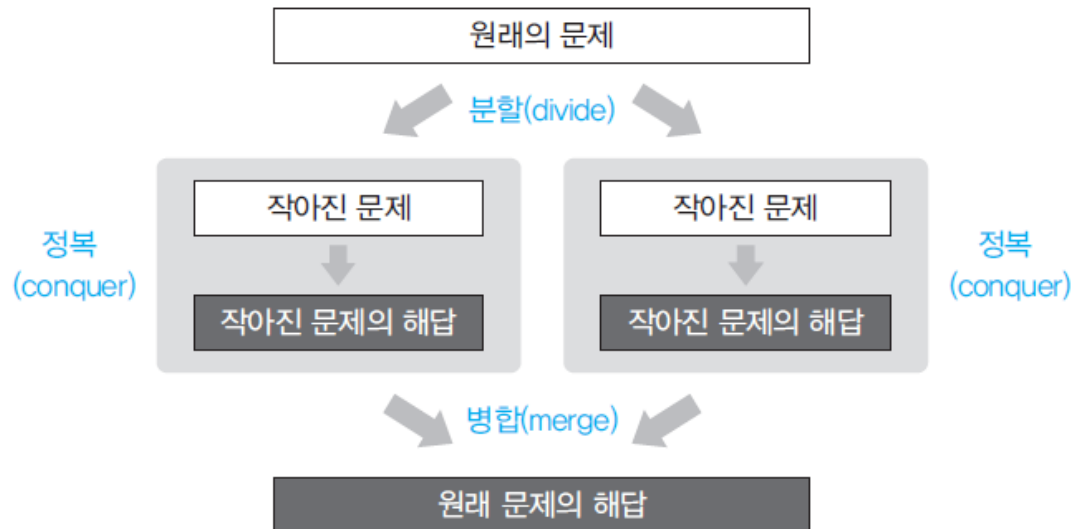 원래의 문제
분할(divide)
작아진 문제
작아진 문제
정복
(conquer)
정복
(conquer)
작아진 문제의 해답
작아진 문제의 해답
병합(merge)
원래 문제의 해답